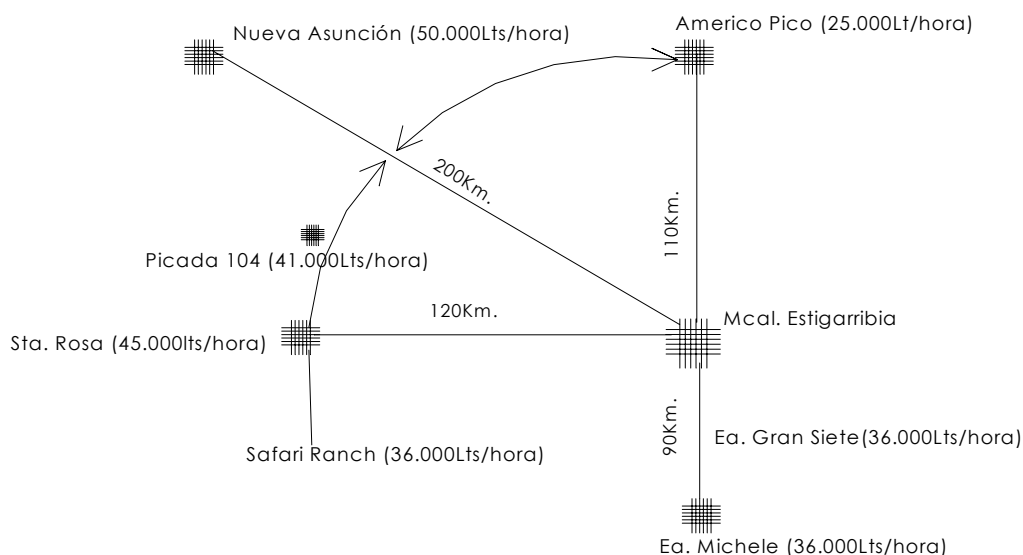 Nueva Asunción (50.000Lts/hora)
Americo Pico (25.000Lt/hora)
200Km.
110Km.
Picada 104 (41.000Lts/hora)
120Km.
Mcal. Estigarribia
Sta. Rosa (45.000lts/hora)
90Km.
Ea. Gran Siete(36.000Lts/hora)
Safari Ranch (36.000Lts/hora)
Ea. Michele (36.000Lts/hora)